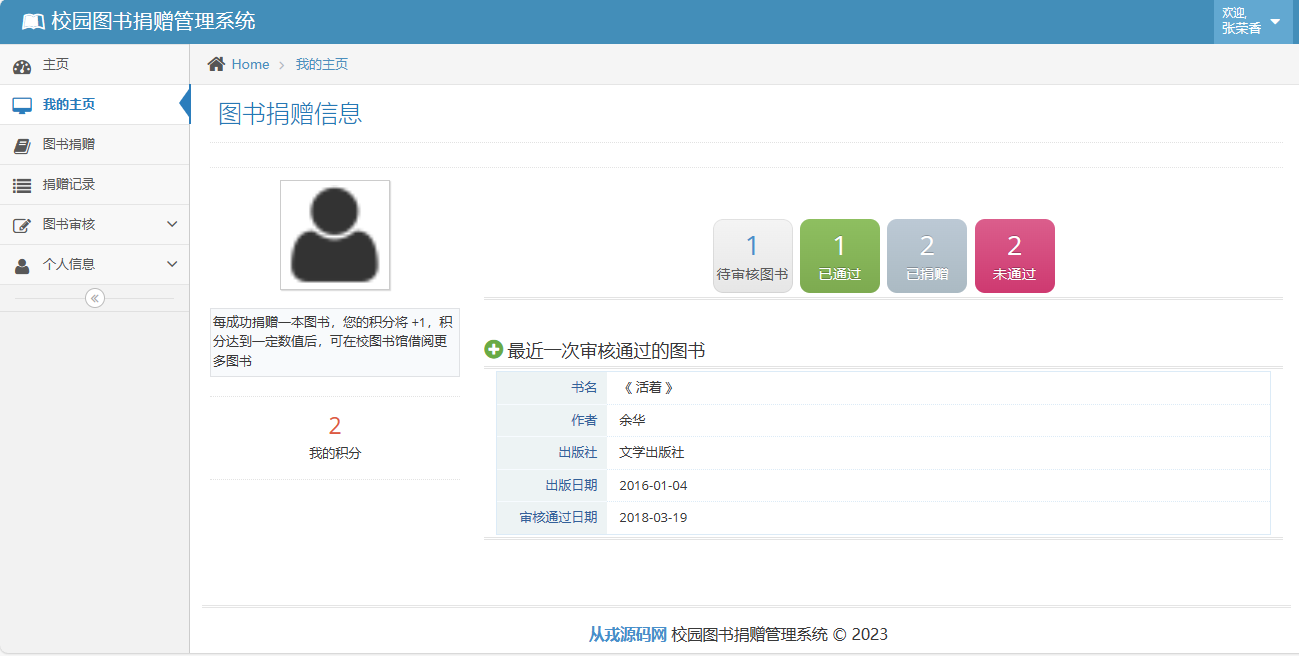 校园图书捐赠管理系统
欢迎,
张荣香
主页
我的主页
图书捐赠
捐赠记录
图书审核
个人信息
Home
我的主页
图书捐赠信息
每成功捐赠一本图书，您的积分将 +1，积
分达到一定数值后，可在校图书馆借阅更
多图书
2
我的积分
1
待审核图书
1
已通过
2
已捐赠
2
未通过
最近一次审核通过的图书
书名 《 活着 》
作者 余华
出版社 文学出版社
出版日期 2016-01-04
审核通过日期 2018-03-19
从戎源码网 校园图书捐赠管理系统 © 2023